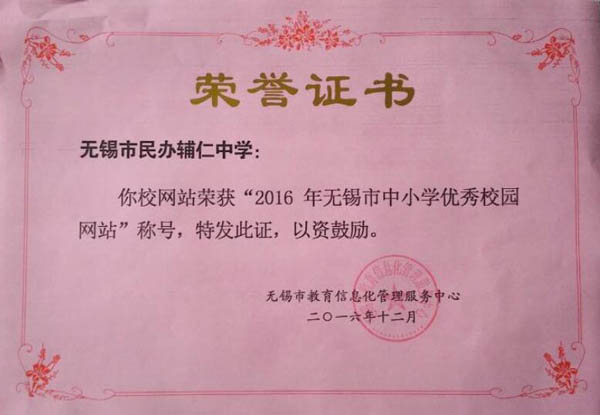 荣誉证书
无锡市民办辅仁中学：
你校网站荣获“2016 年无锡市中小学优秀校园
网站”称号，特发此证，以资鼓励。
无锡市教育信息化管理服务中心
二〇一六年十二月